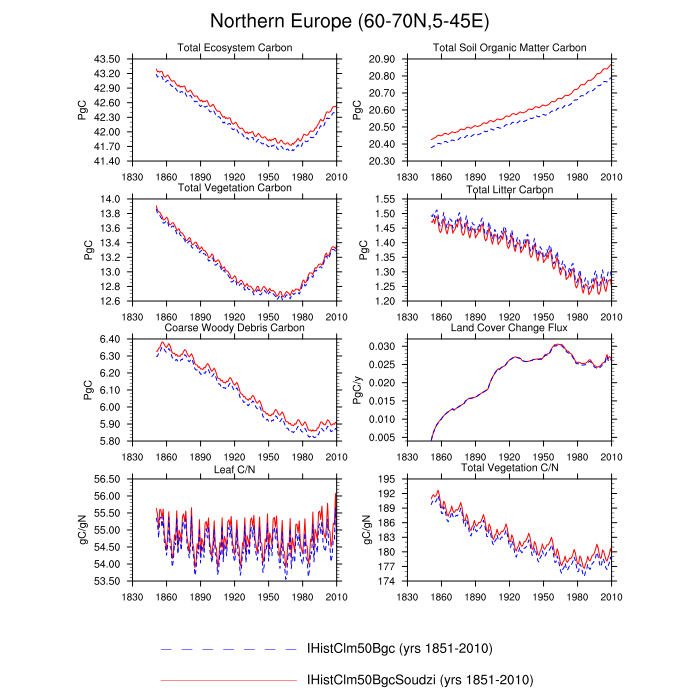 Northern Europe (60-70N,5-45E)
Total Ecosystem Carbon
PgC
43.50
43.20
42.90
42.60
42.30
42.00
41.70
41.40
1830 1860 1890 1920 1950 1980 2010
Total Soil Organic Matter Carbon
PgC
20.90
20.80
20.70
20.60
20.50
20.40
20.30
1830 1860 1890 1920 1950 1980 2010
Total Vegetation Carbon
PgC
14.0
13.8
13.6
13.4
13.2
13.0
12.8
12.6
1830 1860 1890 1920 1950 1980 2010
Total Litter Carbon
PgC
1.55
1.50
1.45
1.40
1.35
1.30
1.25
1.20
1830 1860 1890 1920 1950 1980 2010
Coarse Woody Debris Carbon
PgC
6.40
6.30
6.20
6.10
6.00
5.90
5.80
1830 1860 1890 1920 1950 1980 2010
Land Cover Change Flux
PgC/y
0.030
0.025
0.020
0.015
0.010
0.005
1830 1860 1890 1920 1950 1980 2010
Leaf C/N
gC/gN
56.50
56.00
55.50
55.00
54.50
54.00
53.50
1830 1860 1890 1920 1950 1980 2010
Total Vegetation C/N
gC/gN
195
192
189
186
183
180
177
174
1830 1860 1890 1920 1950 1980 2010
IHistClm50Bgc (yrs 1851-2010)
IHistClm50BgcSoudzi (yrs 1851-2010)